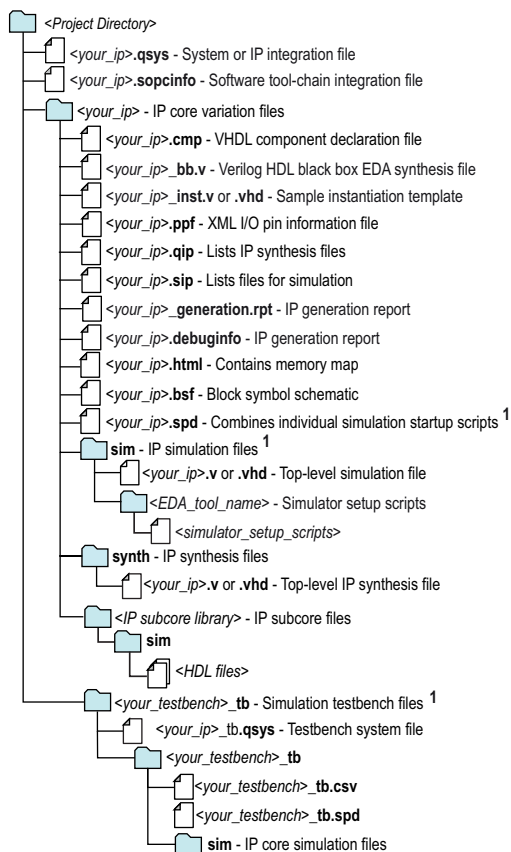 <Project Directory>
<your_ip>.qsys - System or IP integration file
<your_ip>.sopcinfo - Software tool-chain integration file
<your_ip> - IP core variation files
<your_ip>.cmp - VHDL component declaration file
<your_ip>_bb.v - Verilog HDL black box EDA synthesis file
<your_ip>_inst.v or .vhd - Sample instantiation template
<your_ip>.ppf - XML I/O pin information file
<your_ip>.qip - Lists IP synthesis files
<your_ip>.sip - Lists files for simulation
<your_ip>_generation.rpt - IP generation report
<your_ip>.debuginfo - IP generation report
<your_ip>.html - Contains memory map
<your_ip>.bsf - Block symbol schematic
<your_ip>.spd - Combines individual simulation startup scripts 1
sim - IP simulation files 1
<your_ip>.v or .vhd - Top-level simulation file
<EDA_tool_name> - Simulator setup scripts
<simulator_setup_scripts>
synth - IP synthesis files
<your_ip>.v or .vhd - Top-level IP synthesis file
<IP subcore library> - IP subcore files
sim
<HDL files>
<your_testbench>_tb - Simulation testbench files 1
<your_ip>_tb.qsys - Testbench system file
<your_testbench>_tb
<your_testbench>_tb.csv
<your_testbench>_tb.spd
sim - IP core simulation files